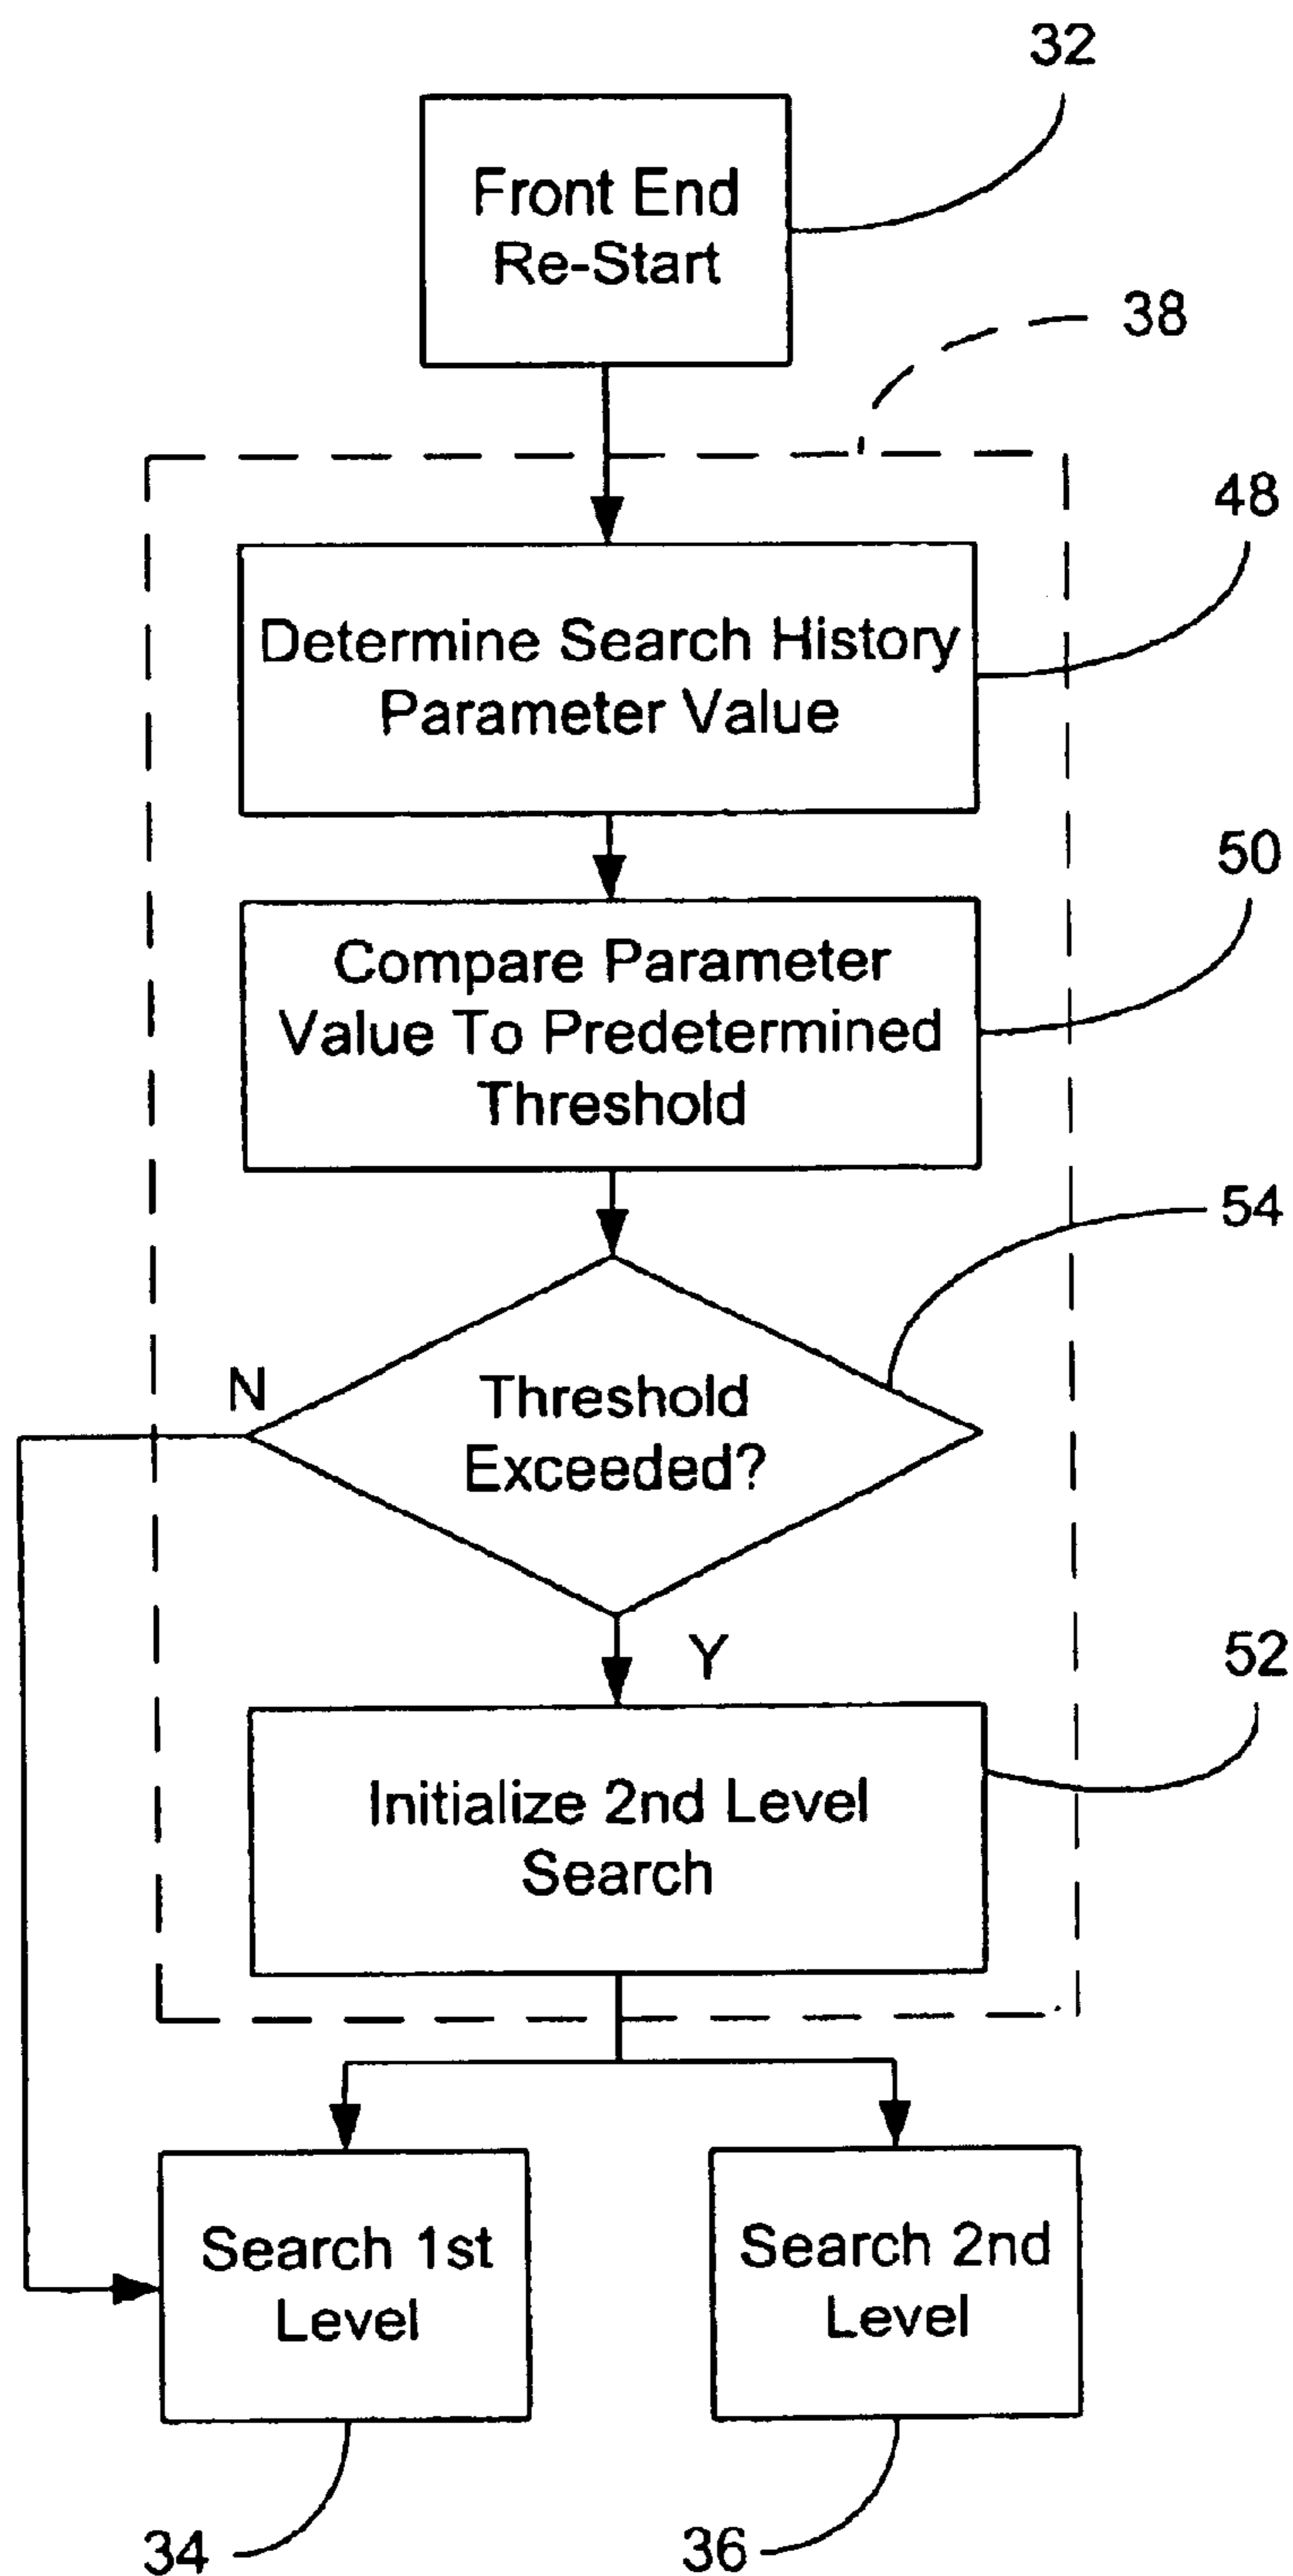 32
Front End
Re-Start
38
48
Determine Search History
Parameter Value
50
Compare Parameter
Value To Predetermined
Threshold
54
N
Threshold
Exceeded?
Y
52
Initialize 2nd Level
Search
Search 1st
Level
Search 2nd
Level
34
36